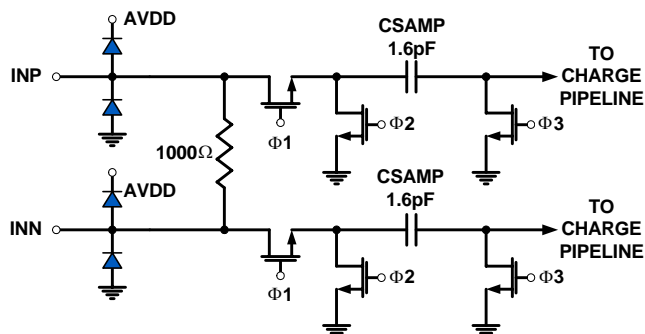 AVDD
CSAMP
1.6pF
INP
TO
CHARGE
PIPELINE
Φ1
Φ2
Φ3
1000Ω
AVDD
CSAMP
1.6pF
INN
TO
CHARGE
PIPELINE
Φ1
Φ2
Φ3